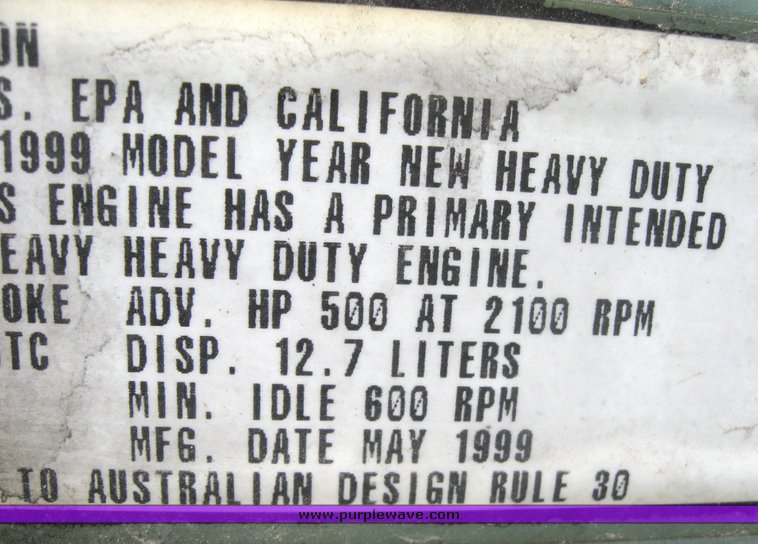 ON
S. EPA AND CALIFORNIA
1999 MODEL YEAR NEW HEAVY DUTY
S ENGINE HAS A PRIMARY INTENDED
EAVY HEAVY DUTY ENGINE.
OKE ADV. HP 500 AT 2100 RPM
TC DISP. 12.7 LITERS
MIN. IDLE 600 RPM
MFG. DATE MAY 1999
TO AUSTRALIAN DESIGN RULE 30
www.purplewave.com